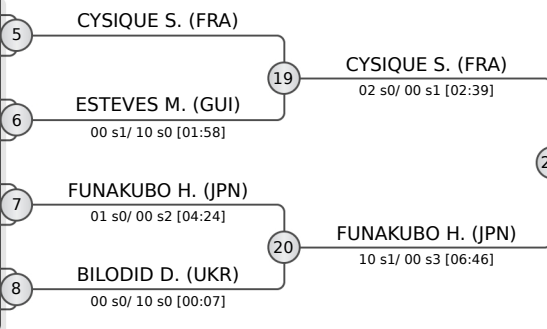 CYSIQUE S. (FRA)
5
19
CYSIQUE S. (FRA)
02 s0/ 00 s1 [02:39]
ESTEVES M. (GUI)
6
00 s1/ 10 s0 [01:58]
FUNAKUBO H. (JPN)
7
01 s0/ 00 s2 [04:24]
20
FUNAKUBO H. (JPN)
10 s1/ 00 s3 [06:46]
BILODID D. (UKR)
8
00 s0/ 10 s0 [00:07]